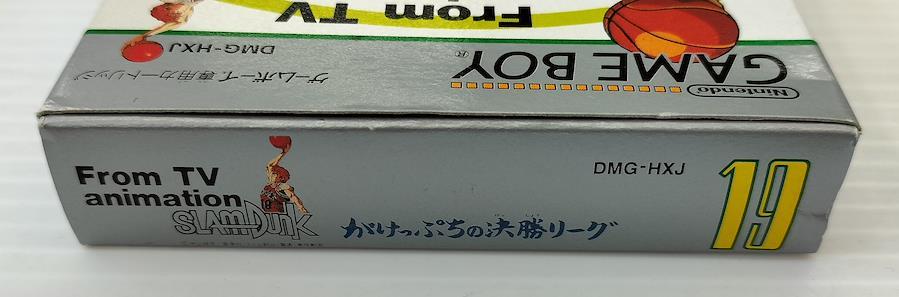 From TV
DMG-HXJ
ゲームボーイ専用カートリッジ
Nintendo
GAME BOY
From TV
animation
SLAM DUNK
がけっぷちの決勝リーグ
DMG-HXJ
19